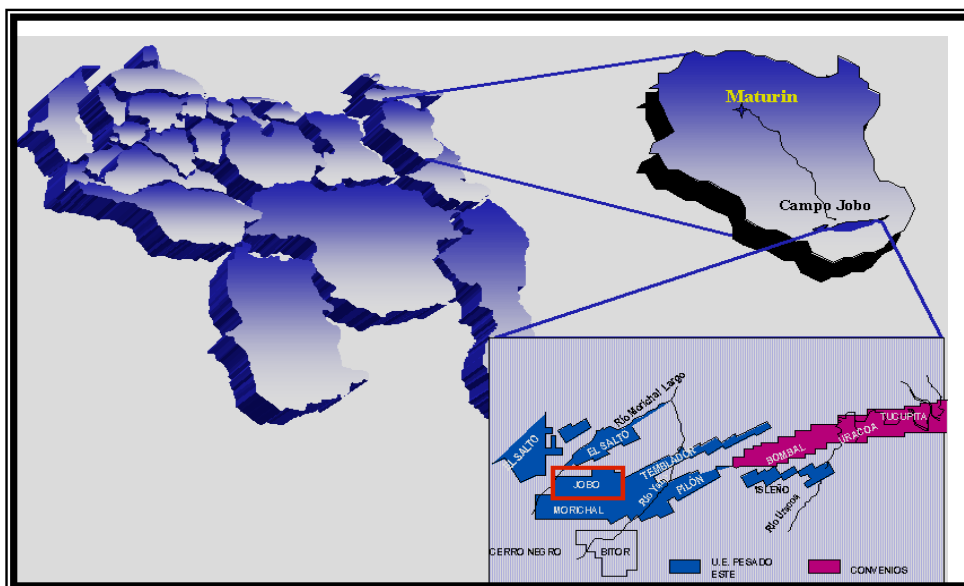 Maturin
Campo Jobo
Río Morichal Largo
EL SALTO
EL SALTO
TEMBLADOR
TUCUPITA
URACOA
BOMBAL
JOBO
Río Yab
PILÓN
ISLEÑO
MORICHAL
Río Uracoa
CERRO NEGRO
BITOR
U.E. PESADO
ESTE
CONVENIOS